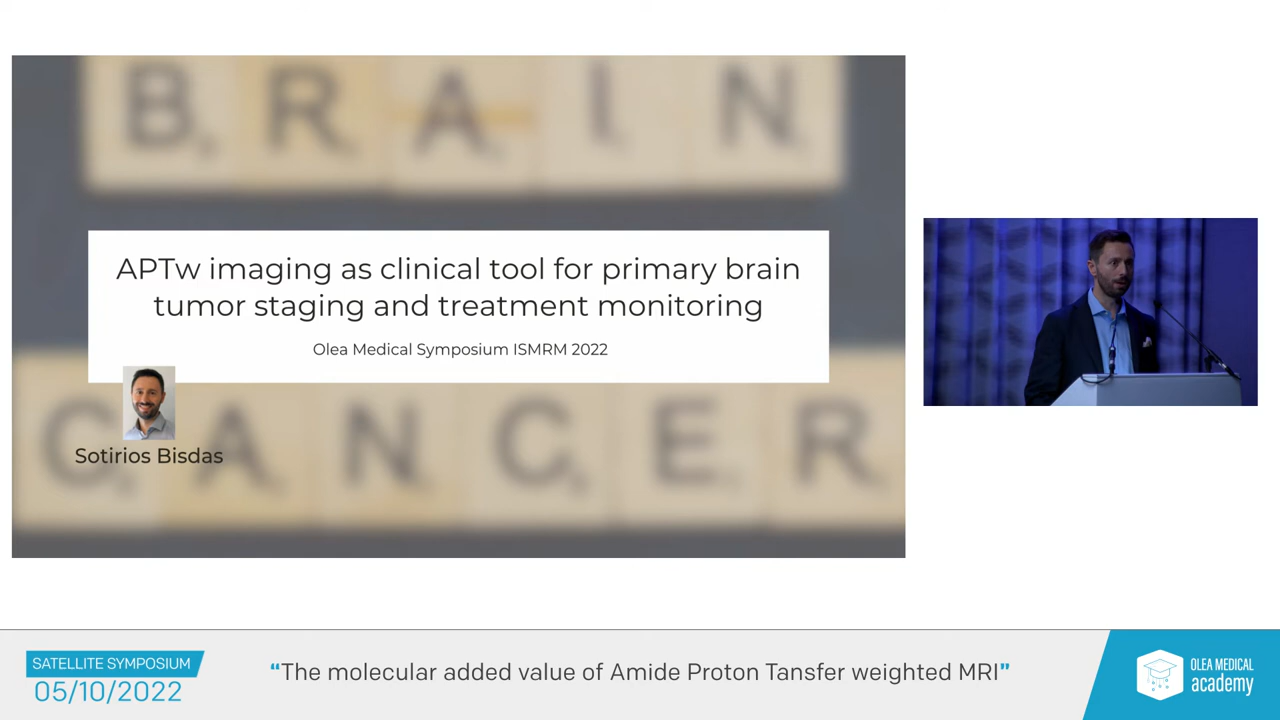 BRAIN
APTw imaging as clinical tool for primary brain
tumor staging and treatment monitoring
Olea Medical Symposium ISMRM 2022
CANCER
Sotirios Bisdas
SATELLITE SYMPOSIUM
05/10/2022
“The molecular added value of Amide Proton Tansfer weighted MRI”
OLEA MEDICAL
academy